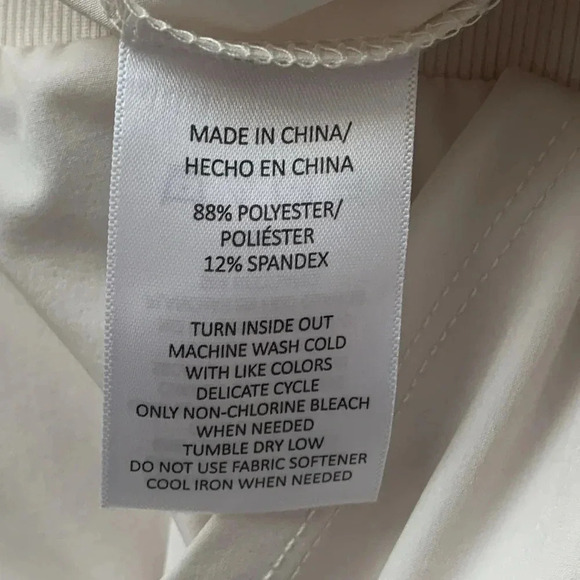 MADE IN CHINA/
HECHO EN CHINA
88% POLYESTER/
POLIÉSTER
12% SPANDEX
TURN INSIDE OUT
MACHINE WASH COLD
WITH LIKE COLORS
DELICATE CYCLE
ONLY NON-CHLORINE BLEACH
WHEN NEEDED
TUMBLE DRY LOW
DO NOT USE FABRIC SOFTENER
COOL IRON WHEN NEEDED